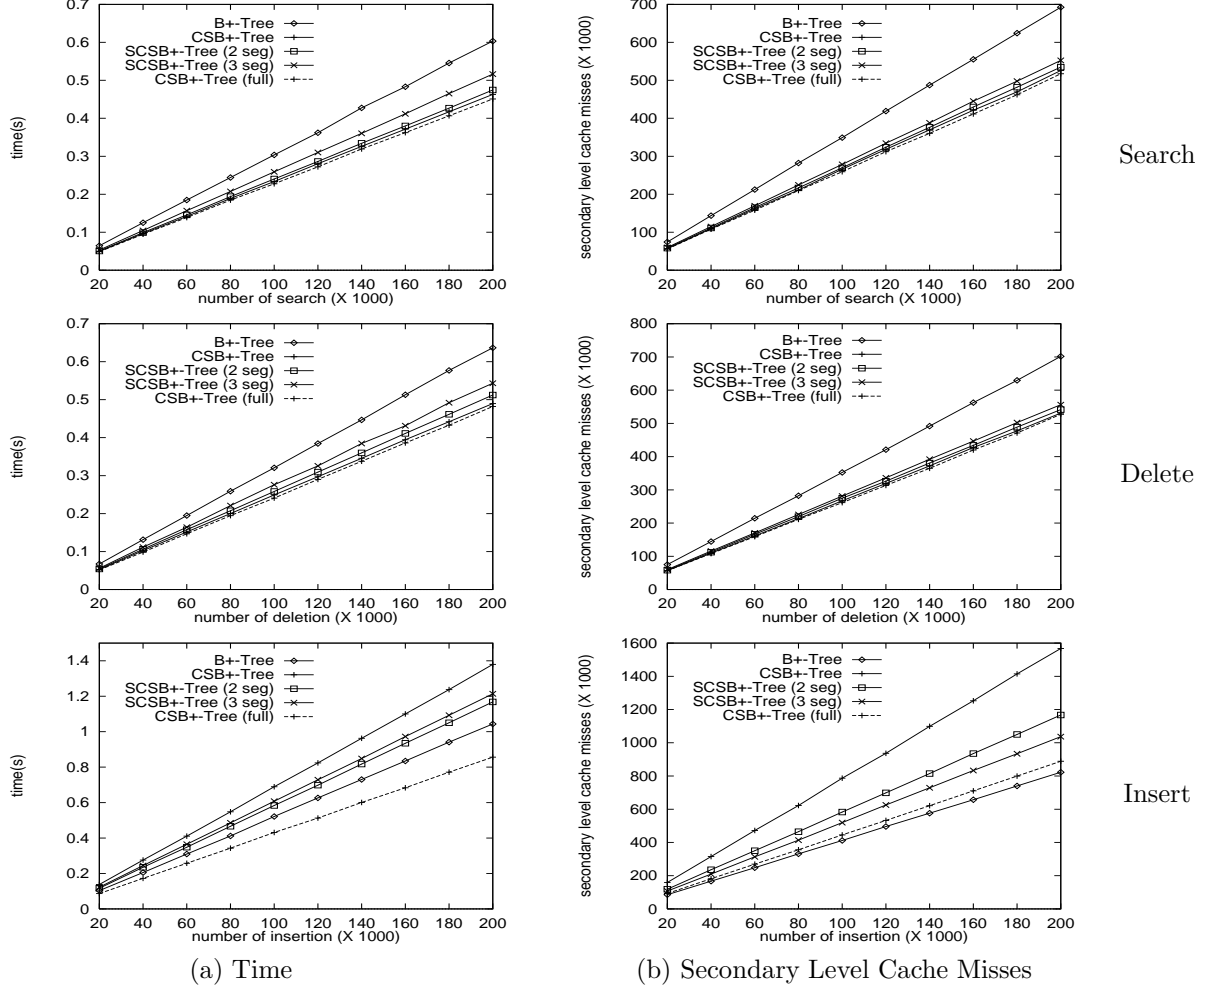 0.7
0.6
0.5
0.4
0.3
0.2
0.1
0
time(s)
B+-Tree
CSB+-Tree
SCSB+-Tree (2 seg)
SCSB+-Tree (3 seg)
CSB+-Tree (full)
20 40 60 80 100 120 140 160 180 200
number of search (X 1000)
700
600
500
400
300
200
100
0
secondary level cache misses (X 1000)
B+-Tree
CSB+-Tree
SCSB+-Tree (2 seg)
SCSB+-Tree (3 seg)
CSB+-Tree (full)
20 40 60 80 100 120 140 160 180 200
number of search (X 1000)
Search
0.7
0.6
0.5
0.4
0.3
0.2
0.1
0
time(s)
B+-Tree
CSB+-Tree
SCSB+-Tree (2 seg)
SCSB+-Tree (3 seg)
CSB+-Tree (full)
20 40 60 80 100 120 140 160 180 200
number of deletion (X 1000)
800
700
600
500
400
300
200
100
0
secondary level cache misses (X 1000)
B+-Tree
CSB+-Tree
SCSB+-Tree (2 seg)
SCSB+-Tree (3 seg)
CSB+-Tree (full)
20 40 60 80 100 120 140 160 180 200
number of deletion (X 1000)
Delete
1.4
1.2
1
0.8
0.6
0.4
0.2
0
time(s)
B+-Tree
CSB+-Tree
SCSB+-Tree (2 seg)
SCSB+-Tree (3 seg)
CSB+-Tree (full)
20 40 60 80 100 120 140 160 180 200
number of insertion (X 1000)
1600
1400
1200
1000
800
600
400
200
0
secondary level cache misses (X 1000)
B+-Tree
CSB+-Tree
SCSB+-Tree (2 seg)
SCSB+-Tree (3 seg)
CSB+-Tree (full)
20 40 60 80 100 120 140 160 180 200
number of insertion (X 1000)
Insert
(a) Time
(b) Secondary Level Cache Misses